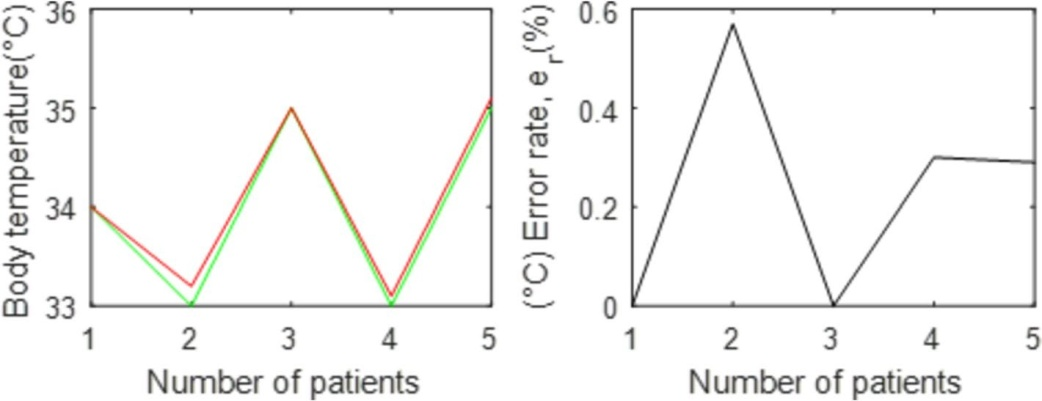 Body temperature(°C)
36
35
34
33
1 2 3 4 5
Number of patients
(°C) Error rate, e r(%)
0.6
0.4
0.2
0
1 2 3 4 5
Number of patients